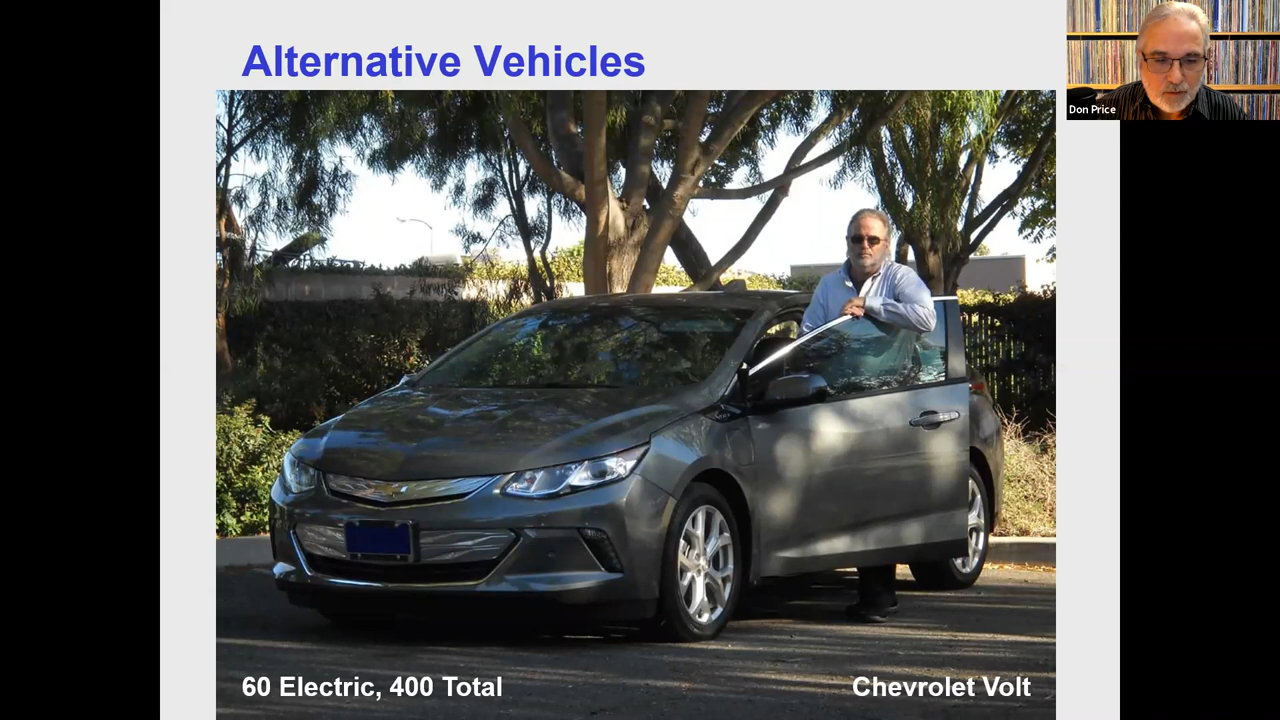 Alternative Vehicles
Don Price
60 Electric, 400 Total
Chevrolet Volt